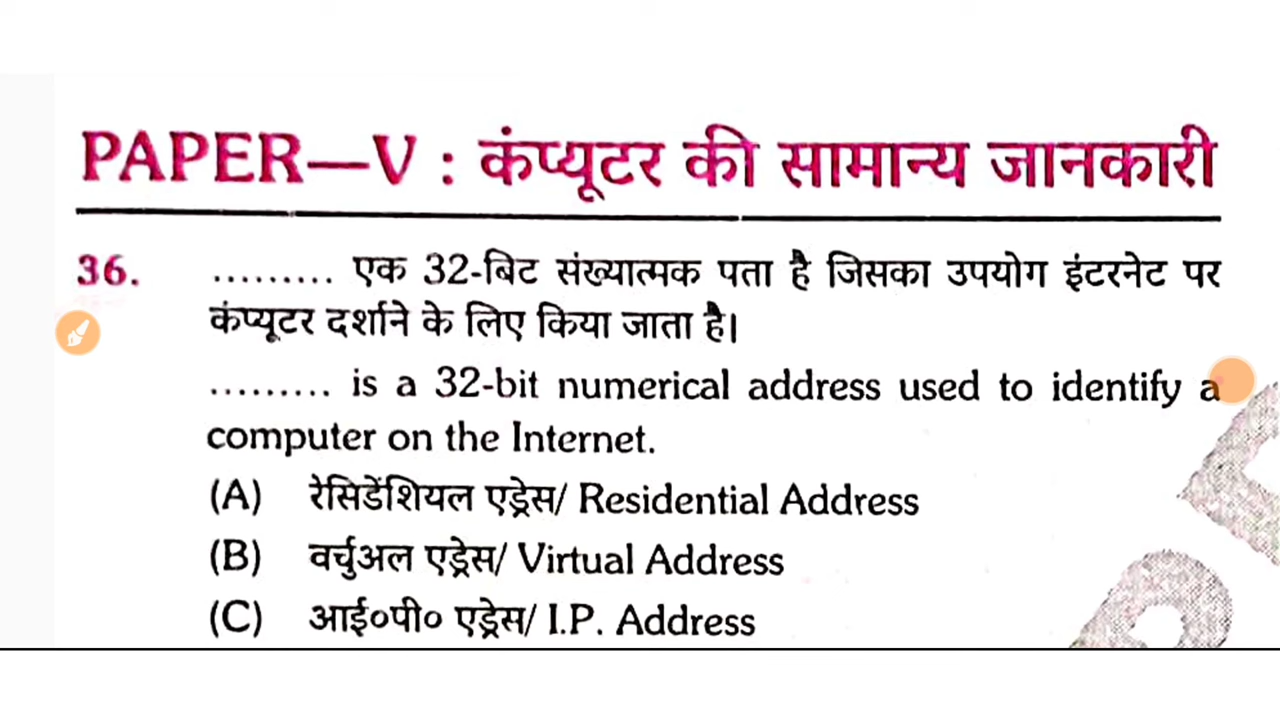 PAPER—V : कंप्यूटर की सामान्य जानकारी
36. ......... एक 32-बिट संख्यात्मक पता है जिसका उपयोग इंटरनेट पर
कंप्यूटर दर्शाने के लिए किया जाता है।
......... is a 32-bit numerical address used to identify a
computer on the Internet.
(A) रेसिडेंशियल एड्रेस/ Residential Address
(B) वर्चुअल एड्रेस/ Virtual Address
(C) आई०पी० एड्रेस/ I.P. Address